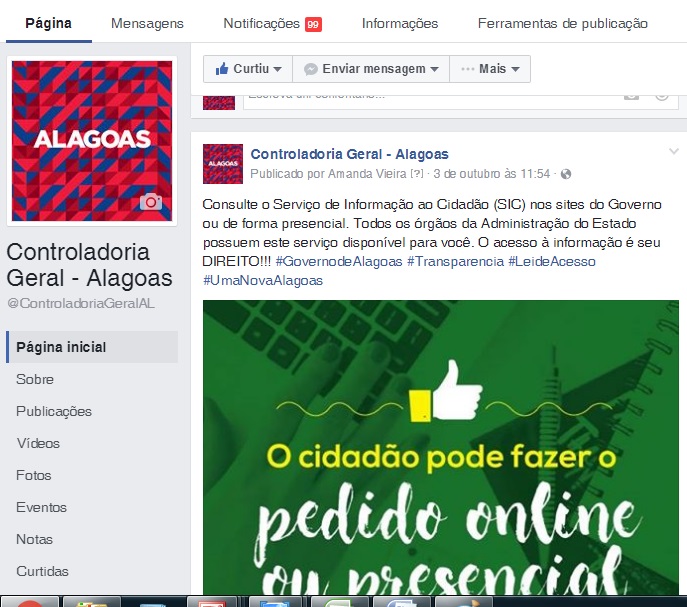 Página Mensagens Notificações 99 Informações Ferramentas de publicação
Curtiu Enviar mensagem Mais
ALAGOAS
Controladoria
Geral - Alagoas
@ControladoriaGeralAL
Página inicial
Sobre
Publicações
Vídeos
Fotos
Eventos
Notas
Curtidas
Escreva um comentário...
ALAGOAS
Controladoria Geral - Alagoas
Publicado por Amanda Vieira [?] · 3 de outubro às 11:54 ·
Consulte o Serviço de Informação ao Cidadão (SIC) nos sites do Governo
ou de forma presencial. Todos os órgãos da Administração do Estado
possuem este serviço disponível para você. O acesso à informação é seu
DIREITO!!! #GovernodeAlagoas #Transparencia #LeideAcesso
#UmaNovaAlagoas
O cidadão pode fazer o
pedido online
ou presencial